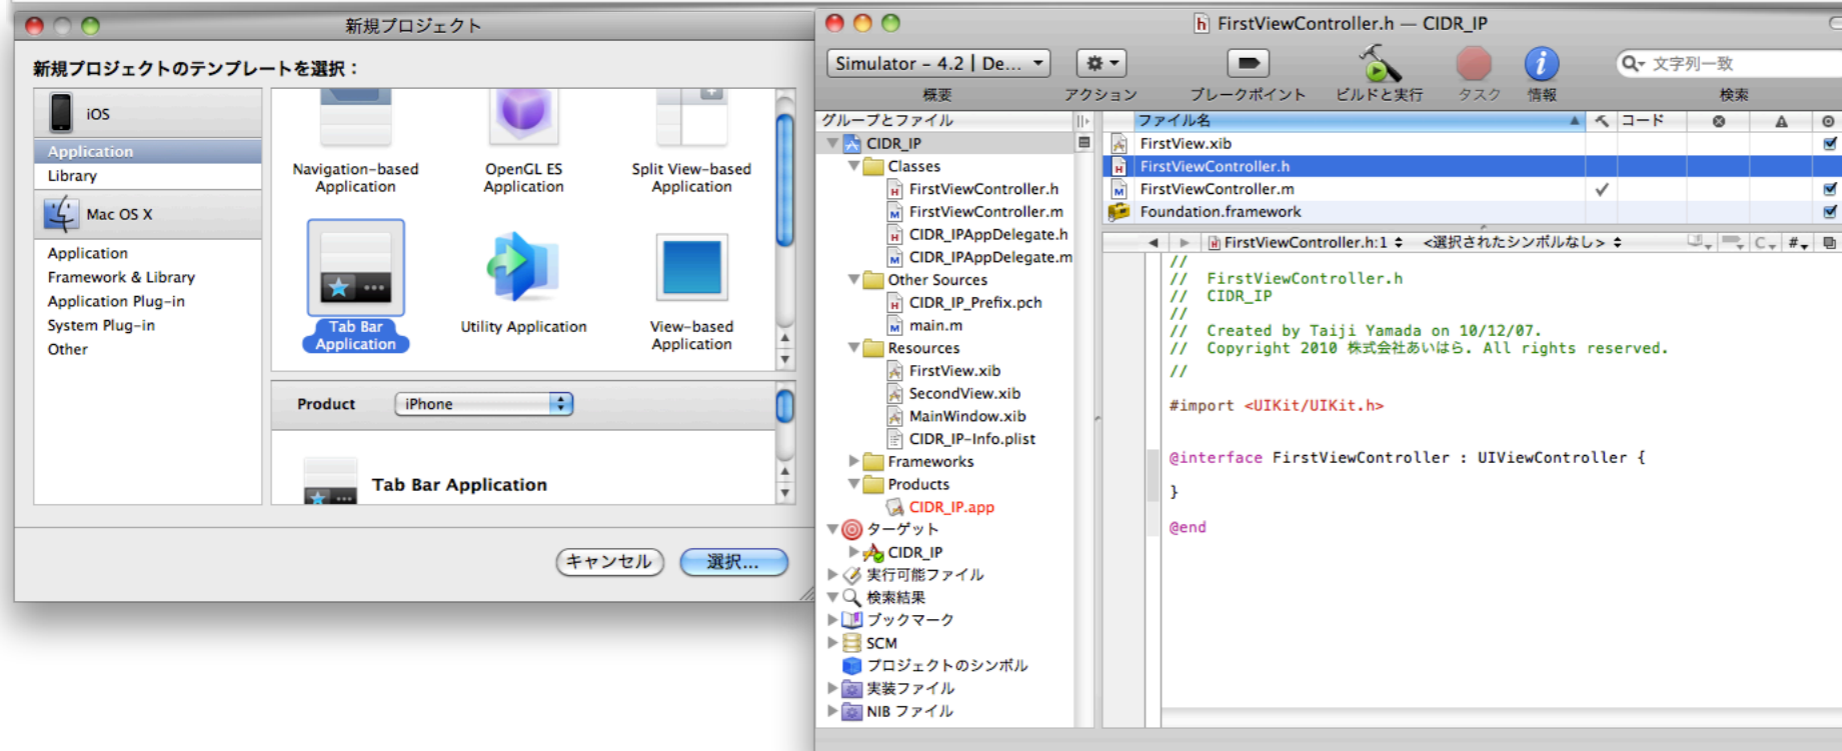 新規プロジェクト
新規プロジェクトのテンプレートを選択：
iOS
Application
Library
Mac OS X
Application
Framework & Library
Application Plug-in
System Plug-in
Other
Navigation-based
Application
OpenGL ES
Application
Split View-based
Application
Tab Bar
Application
Utility Application
View-based
Application
Product
iPhone
Tab Bar Application
キャンセル
選択...
FirstViewController.h — CIDR_IP
Simulator - 4.2 | De...
文字列一致
概要
アクション
ブレークポイント
ビルドと実行
タスク
情報
検索
グループとファイル
CIDR_IP
Classes
FirstViewController.h
FirstViewController.m
CIDR_IPAppDelegate.h
CIDR_IPAppDelegate.m
Other Sources
CIDR_IP_Prefix.pch
main.m
Resources
FirstView.xib
SecondView.xib
MainWindow.xib
CIDR_IP-Info.plist
Frameworks
Products
CIDR_IP.app
ターゲット
CIDR_IP
実行可能ファイル
検索結果
ブックマーク
SCM
プロジェクトのシンボル
実装ファイル
NIB ファイル
ファイル名
コード
FirstView.xib
FirstViewController.h
FirstViewController.m
Foundation.framework
FirstViewController.h:1
<選択されたシンボルなし>
C
#
//
//  FirstViewController.h
//  CIDR_IP
//
//  Created by Taiji Yamada on 10/12/07.
//  Copyright 2010 株式会社あいはら. All rights reserved.
//
#import <UIKit/UIKit.h>
@interface FirstViewController : UIViewController {
}
@end